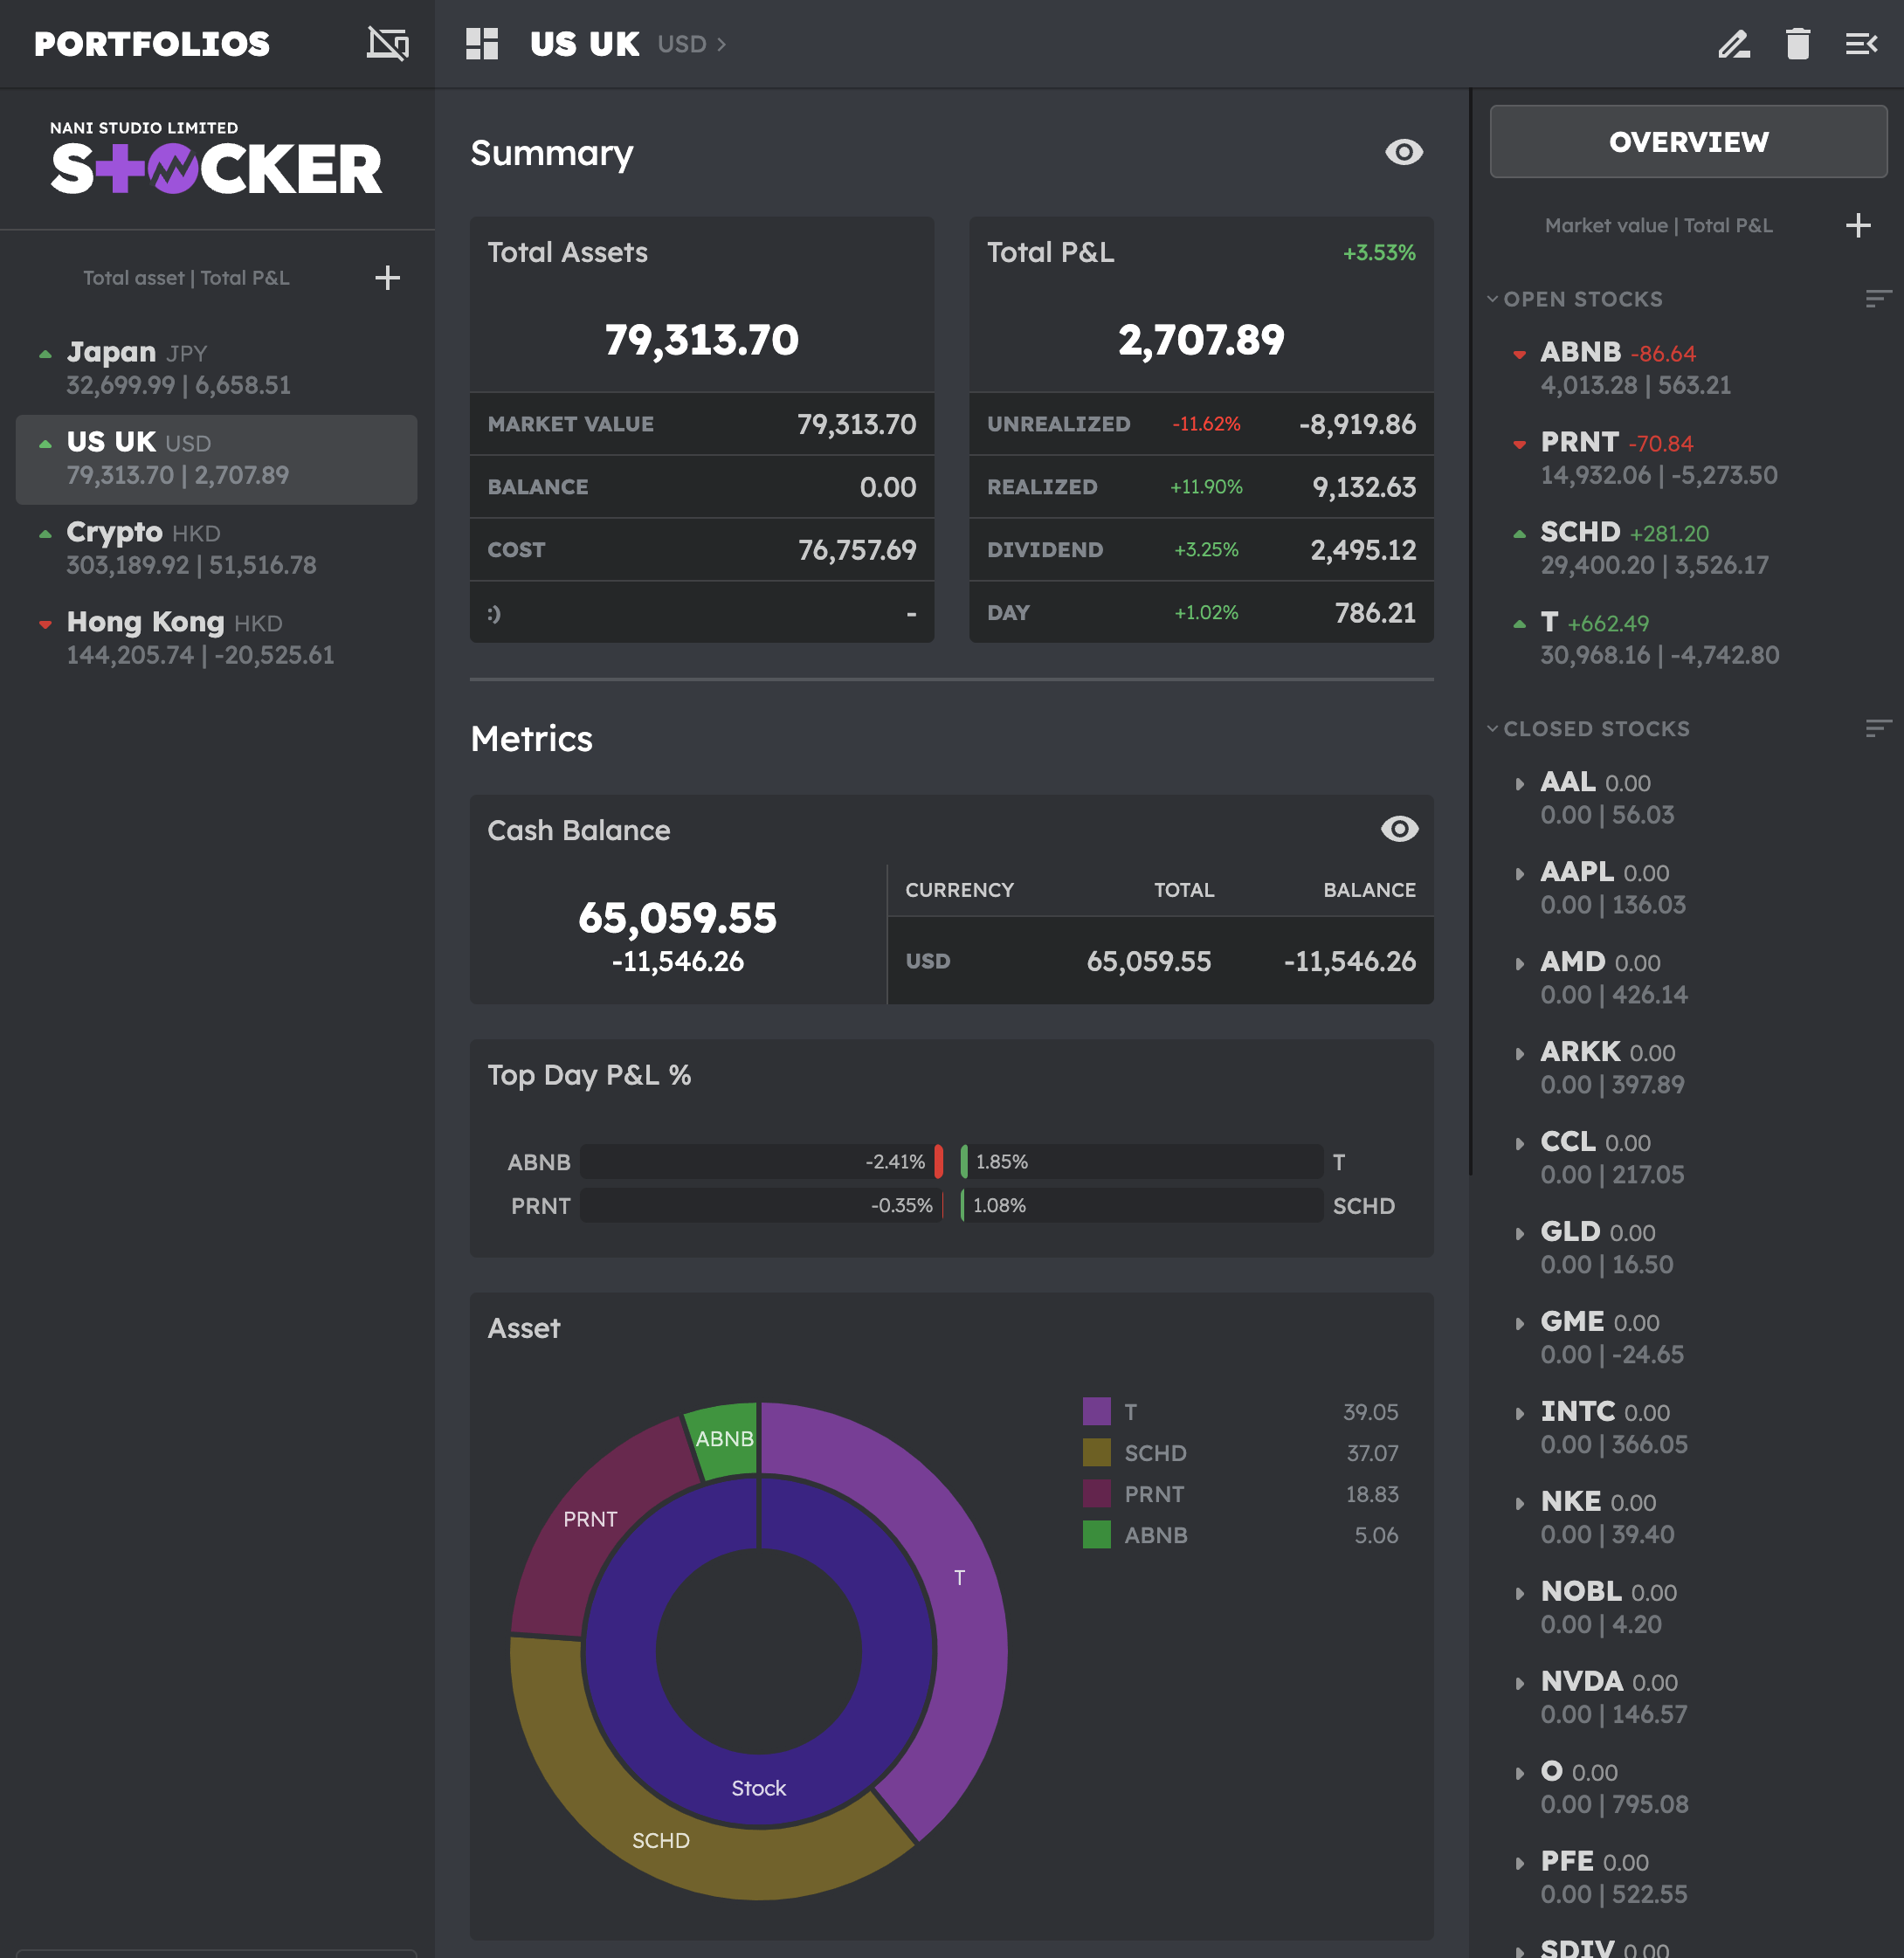 PORTFOLIOS
NANI STUDIO LIMITED
STOCKER
Total asset | Total P&L
Japan JPY
32,699.99 | 6,658.51
US UK USD
79,313.70 | 2,707.89
Crypto HKD
303,189.92 | 51,516.78
Hong Kong HKD
144,205.74 | -20,525.61
US UK USD >
Summary
Total Assets
79,313.70
MARKET VALUE 79,313.70
BALANCE 0.00
COST 76,757.69
:) -
Total P&L +3.53%
2,707.89
UNREALIZED -11.62% -8,919.86
REALIZED +11.90% 9,132.63
DIVIDEND +3.25% 2,495.12
DAY +1.02% 786.21
Metrics
Cash Balance
65,059.55
-11,546.26
CURRENCY TOTAL BALANCE
USD 65,059.55 -11,546.26
Top Day P&L %
ABNB -2.41% 1.85% T
PRNT -0.35% 1.08% SCHD
Asset
ABNB
PRNT
T
Stock
SCHD
T 39.05
SCHD 37.07
PRNT 18.83
ABNB 5.06
OVERVIEW
Market value | Total P&L
OPEN STOCKS
ABNB -86.64
4,013.28 | 563.21
PRNT -70.84
14,932.06 | -5,273.50
SCHD +281.20
29,400.20 | 3,526.17
T +662.49
30,968.16 | -4,742.80
CLOSED STOCKS
AAL 0.00
0.00 | 56.03
AAPL 0.00
0.00 | 136.03
AMD 0.00
0.00 | 426.14
ARKK 0.00
0.00 | 397.89
CCL 0.00
0.00 | 217.05
GLD 0.00
0.00 | 16.50
GME 0.00
0.00 | -24.65
INTC 0.00
0.00 | 366.05
NKE 0.00
0.00 | 39.40
NOBL 0.00
0.00 | 4.20
NVDA 0.00
0.00 | 146.57
O 0.00
0.00 | 795.08
PFE 0.00
0.00 | 522.55
SDIV 0.00